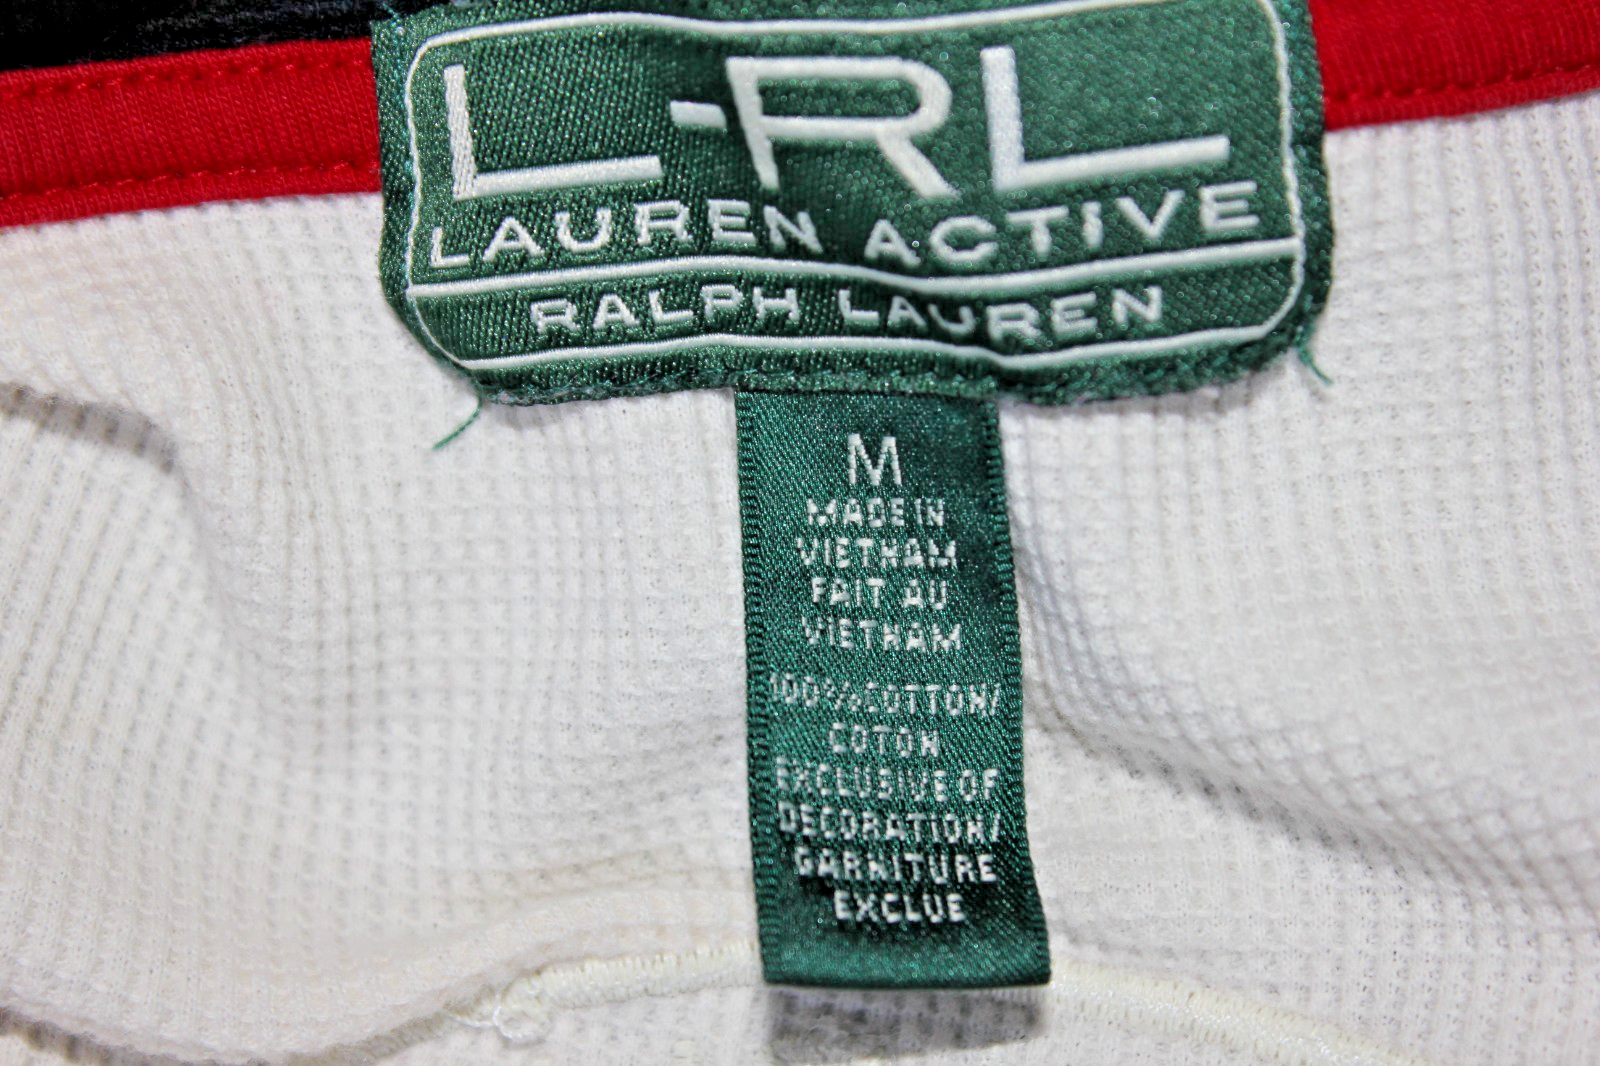 L-RL
LAUREN ACTIVE
RALPH LAUREN
M
MADE IN
VIETNAM
FAIT AU
VIETNAM
100% COTTON/
COTON
EXCLUSIVE OF
DECORATION/
GARNITURE
EXCLUE